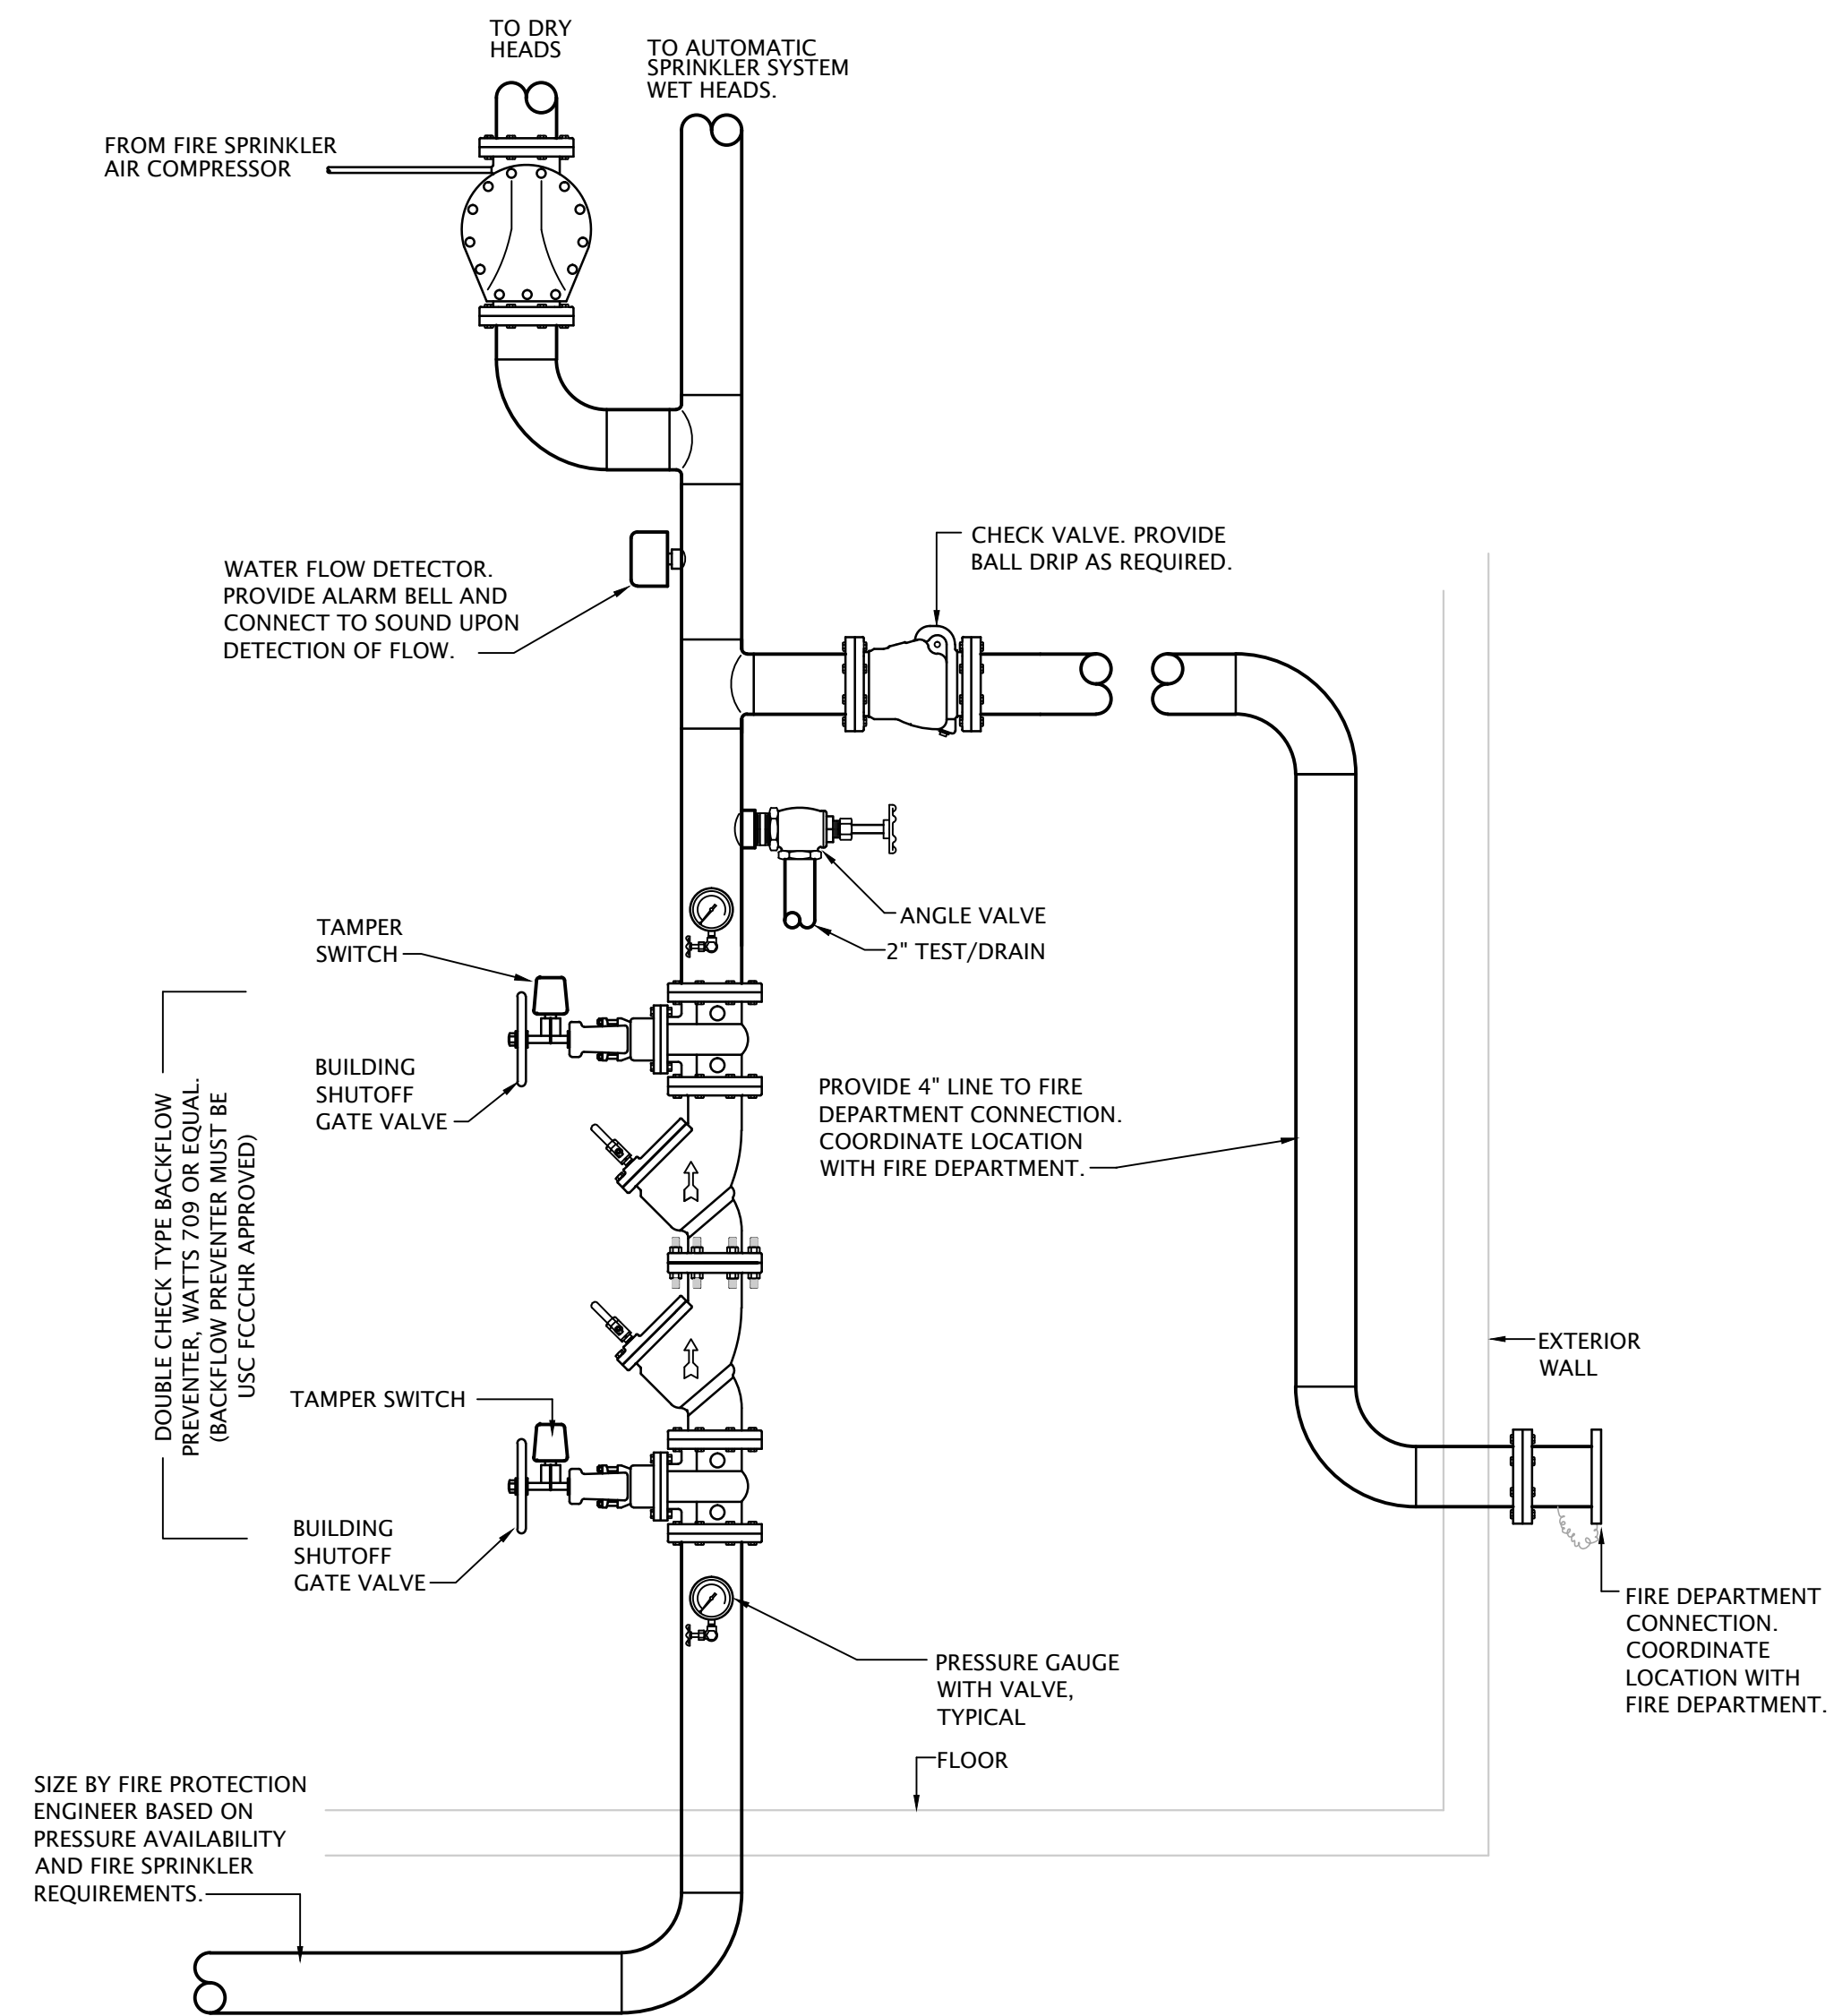 TO DRY
HEADS
TO AUTOMATIC
SPRINKLER SYSTEM
WET HEADS.
FROM FIRE SPRINKLER
AIR COMPRESSOR
CHECK VALVE. PROVIDE
BALL DRIP AS REQUIRED.
WATER FLOW DETECTOR.
PROVIDE ALARM BELL AND
CONNECT TO SOUND UPON
DETECTION OF FLOW.
ANGLE VALVE
2" TEST/DRAIN
TAMPER
SWITCH
BUILDING
SHUTOFF
GATE VALVE
PROVIDE 4" LINE TO FIRE
DEPARTMENT CONNECTION.
COORDINATE LOCATION
WITH FIRE DEPARTMENT.
DOUBLE CHECK TYPE BACKFLOW
PREVENTER, WATTS 709 OR EQUAL.
(BACKFLOW PREVENTER MUST BE
USC FCCCHR APPROVED)
EXTERIOR
WALL
TAMPER SWITCH
BUILDING
SHUTOFF
GATE VALVE
FIRE DEPARTMENT
CONNECTION.
COORDINATE
LOCATION WITH
FIRE DEPARTMENT.
PRESSURE GAUGE
WITH VALVE,
TYPICAL
FLOOR
SIZE BY FIRE PROTECTION
ENGINEER BASED ON
PRESSURE AVAILABILITY
AND FIRE SPRINKLER
REQUIREMENTS.